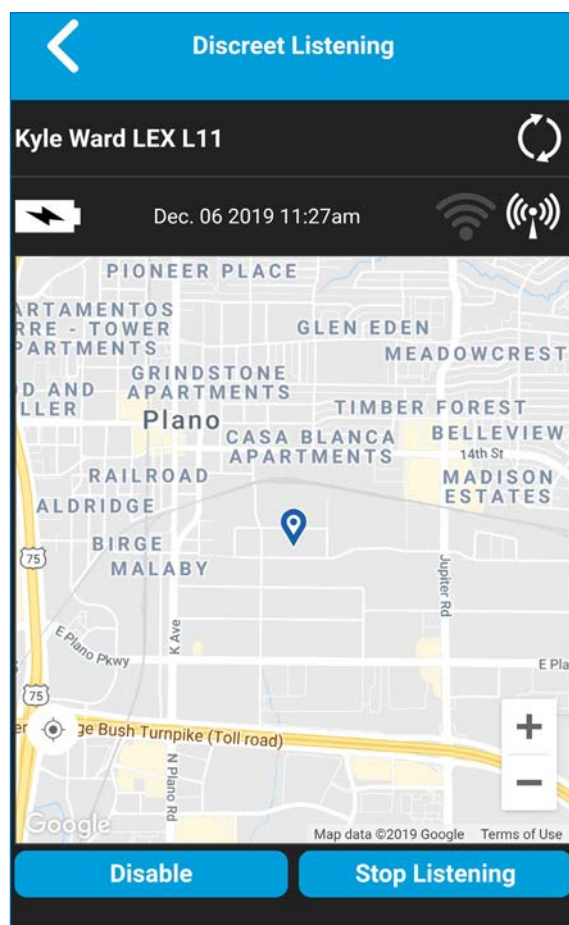 Discreet Listening
Kyle Ward LEX L11
Dec. 06 2019 11:27am
PIONEER PLACE
ARTAMENTOS
RRE - TOWER
PARTMENTS
GLEN EDEN
MEADOWCREST
GRINDSTONE
APARTMENTS
D AND
LLER
Plano
TIMBER FOREST
CASA BLANCA
APARTMENTS
BELLEVIEW
14th St
RAILROAD
MADISON
ESTATES
ALDRIDGE
BIRGE
MALABY
75
Jupiter Rd
K Ave
E Plano Pkwy
E Pla
75
ge Bush Turnpike (Toll road)
N Plano Rd
Google
Map data ©2019 Google
Terms of Use
Disable
Stop Listening